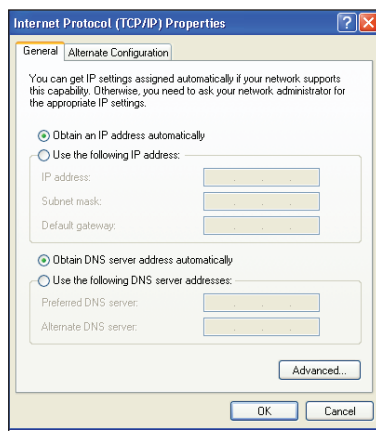 Internet Protocol (TCP/IP) Properties
General
Alternate Configuration
You can get IP settings assigned automatically if your network supports
this capability. Otherwise, you need to ask your network administrator for
the appropriate IP settings.
Obtain an IP address automatically
Use the following IP address:
IP address:
Subnet mask:
Default gateway:
Obtain DNS server address automatically
Use the following DNS server addresses:
Preferred DNS server:
Alternate DNS server:
Advanced...
OK
Cancel